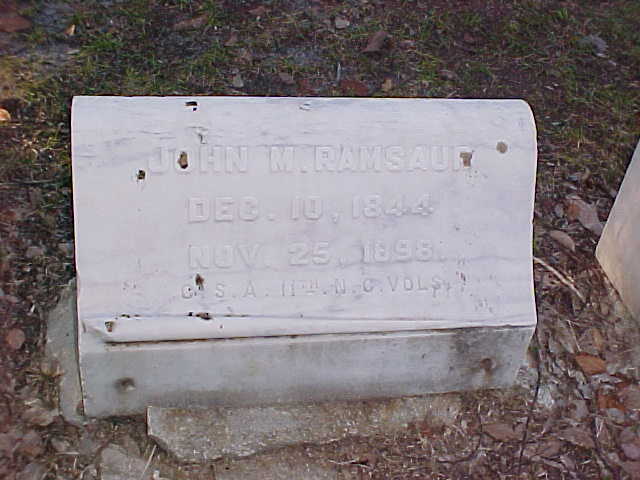 JOHN M. RAMSAUR
DEC. 10, 1844
NOV. 25, 1898.
C. S. A. 11TH. N. C. VOLS.